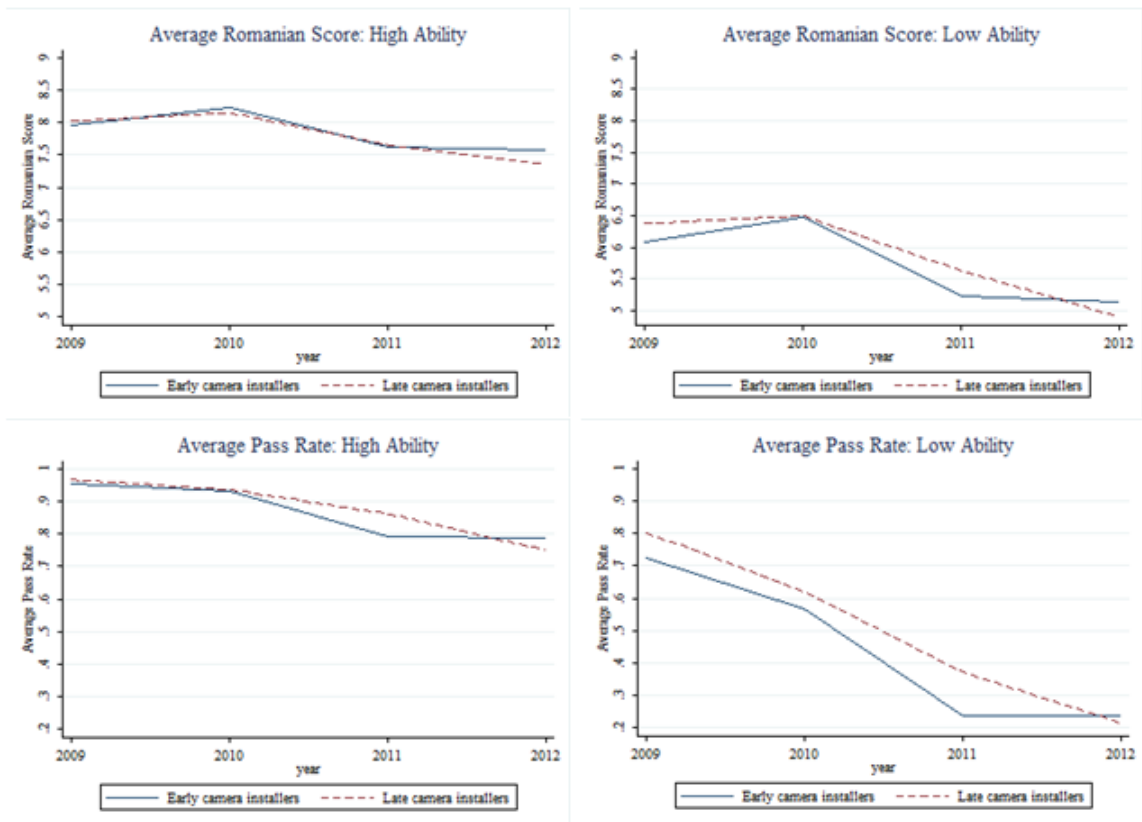 Average Romanian Score: High Ability
Average Romanian Score
9
8.5
8
7.5
7
6.5
6
5.5
5
2009 2010 2011 2012
year
Early camera installers Late camera installers
Average Romanian Score: Low Ability
Average Romanian Score
9
8.5
8
7.5
7
6.5
6
5.5
5
2009 2010 2011 2012
year
Early camera installers Late camera installers
Average Pass Rate: High Ability
Average Pass Rate
1
.9
.8
.7
.6
.5
.4
.3
.2
2009 2010 2011 2012
year
Early camera installers Late camera installers
Average Pass Rate: Low Ability
Average Pass Rate
1
.9
.8
.7
.6
.5
.4
.3
.2
2009 2010 2011 2012
year
Early camera installers Late camera installers